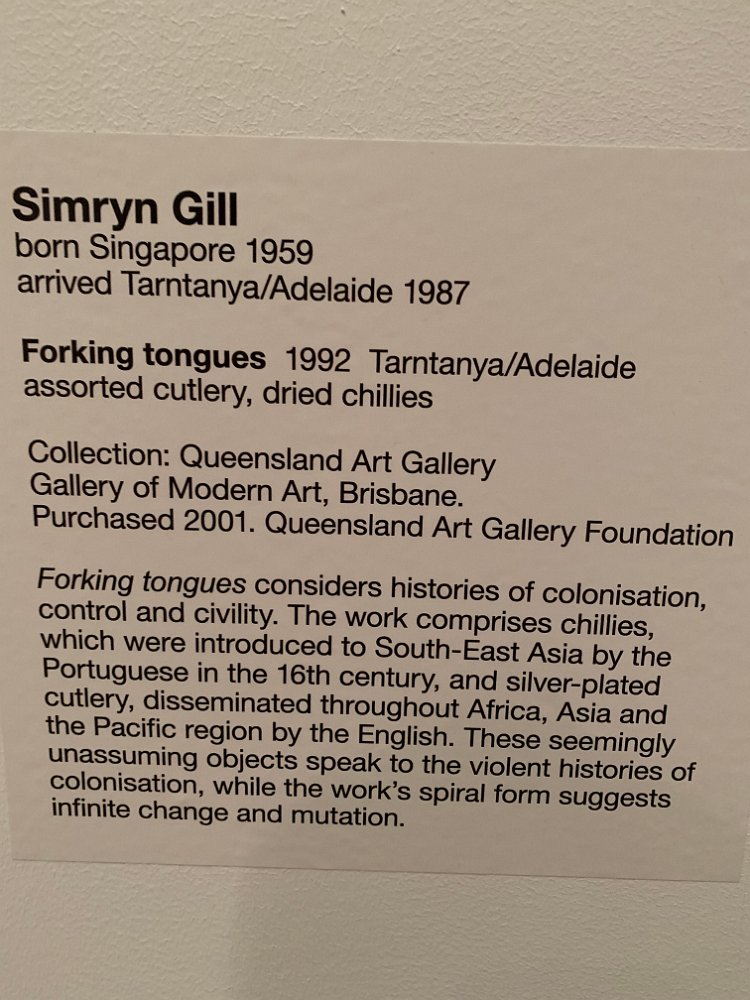 Simryn Gill
born Singapore 1959
arrived Tarntanya/Adelaide 1987
Forking tongues 1992 Tarntanya/Adelaide
assorted cutlery, dried chillies
Collection: Queensland Art Gallery
Gallery of Modern Art, Brisbane.
Purchased 2001. Queensland Art Gallery Foundation
Forking tongues considers histories of colonisation,
control and civility. The work comprises chillies,
which were introduced to South-East Asia by the
Portuguese in the 16th century, and silver-plated
cutlery, disseminated throughout Africa, Asia and
the Pacific region by the English. These seemingly
unassuming objects speak to the violent histories of
colonisation, while the work's spiral form suggests
infinite change and mutation.